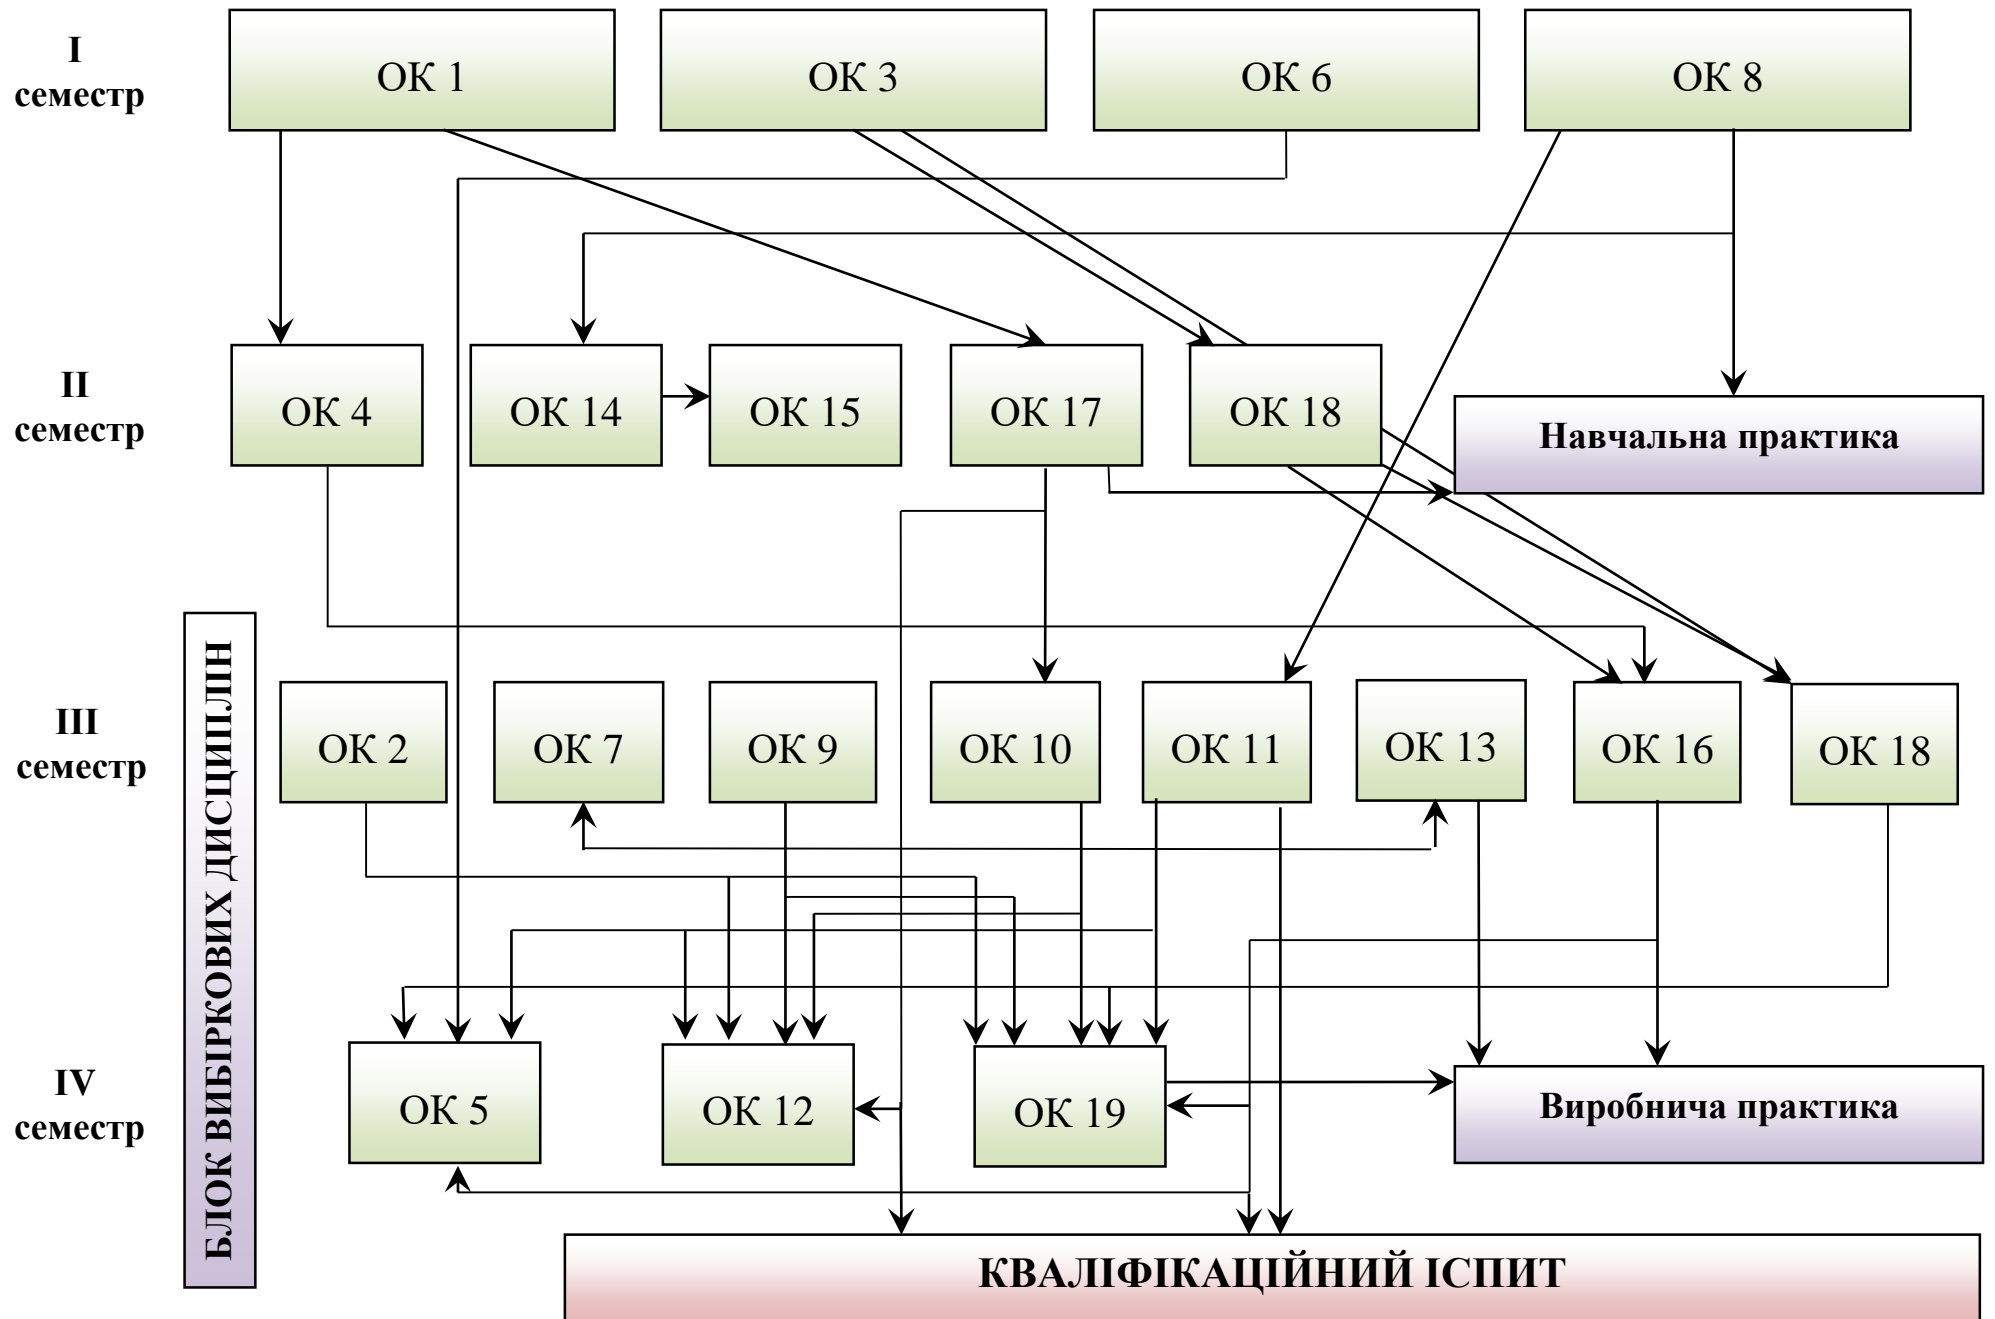 I
семестр
ОК 1
ОК 3
ОК 6
ОК 8
II
семестр
ОК 4
ОК 14
ОК 15
ОК 17
ОК 18
Навчальна практика
БЛОК ВИБІРКОВИХ ДИСЦИПЛІН
III
семестр
ОК 2
ОК 7
ОК 9
ОК 10
ОК 11
ОК 13
ОК 16
ОК 18
IV
семестр
ОК 5
ОК 12
ОК 19
Виробнича практика
КВАЛІФІКАЦІЙНИЙ ІСПИТ